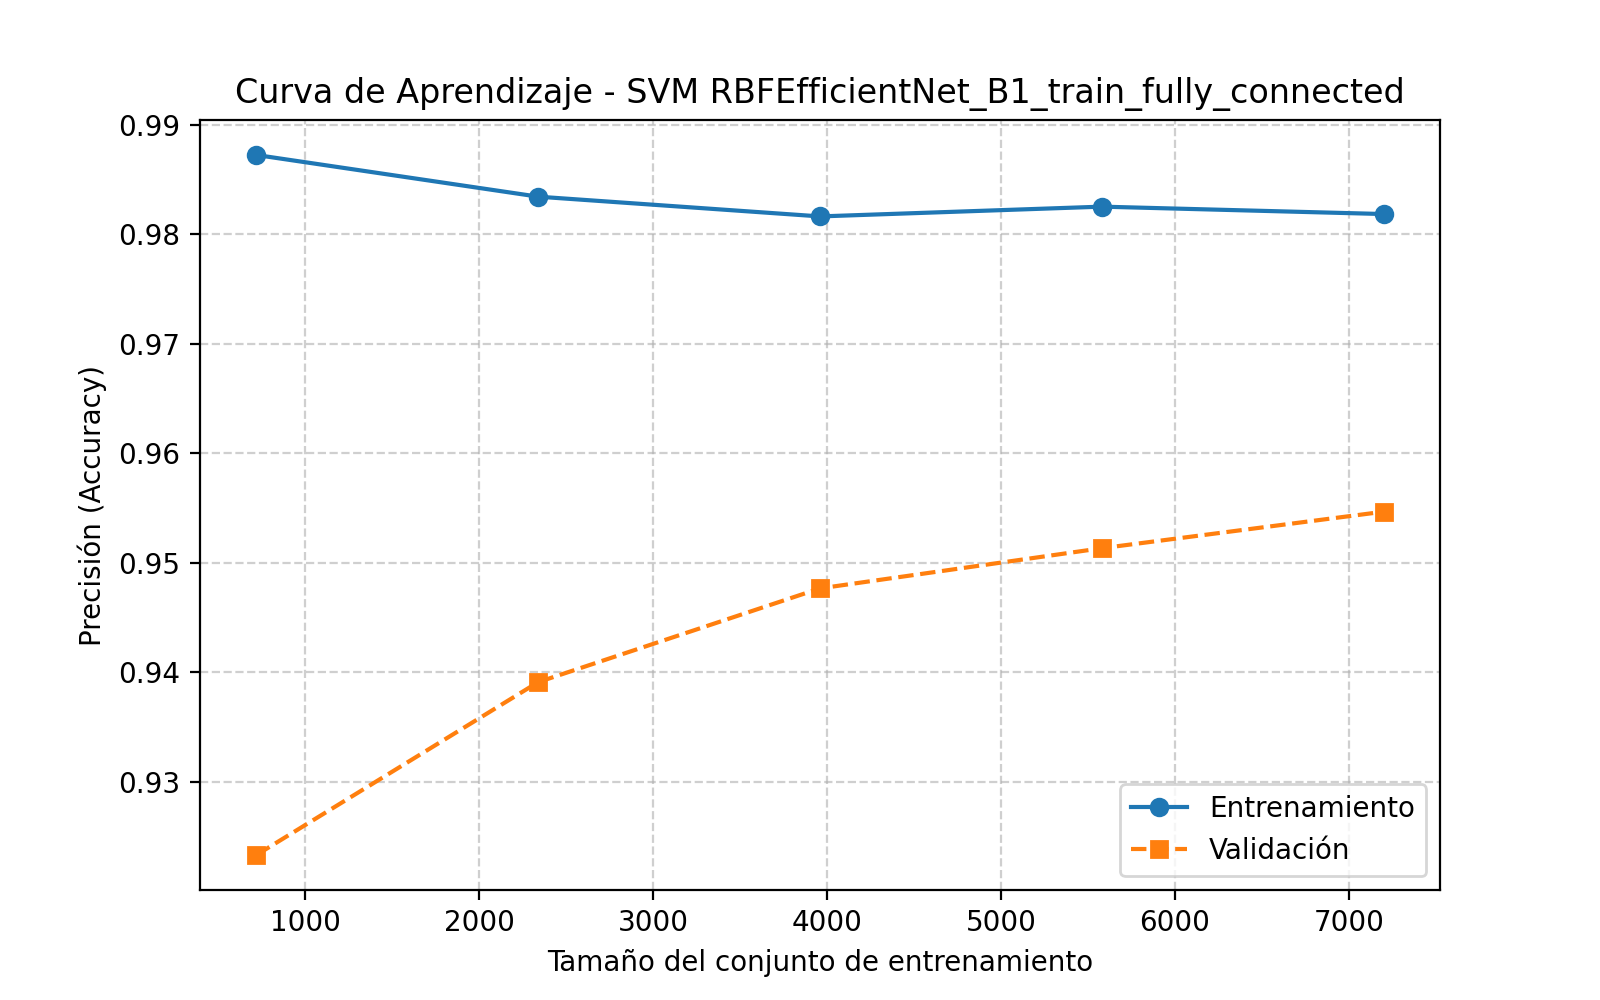 Curva de Aprendizaje - SVM RBFEfficientNet_B1_train_fully_connected
0.99
0.98
0.97
0.96
0.95
0.94
0.93
Precisión (Accuracy)
Entrenamiento
Validación
1000 2000 3000 4000 5000 6000 7000
Tamaño del conjunto de entrenamiento